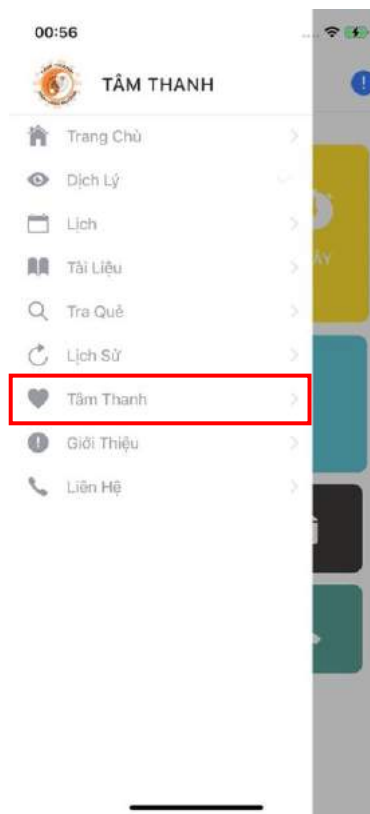 00:56
TÂM THANH
Trang Chủ
Dịch Lý
Lịch
Tài Liệu
Tra Quẻ
Lịch Sử
Tâm Thanh
Giới Thiệu
Liên Hệ